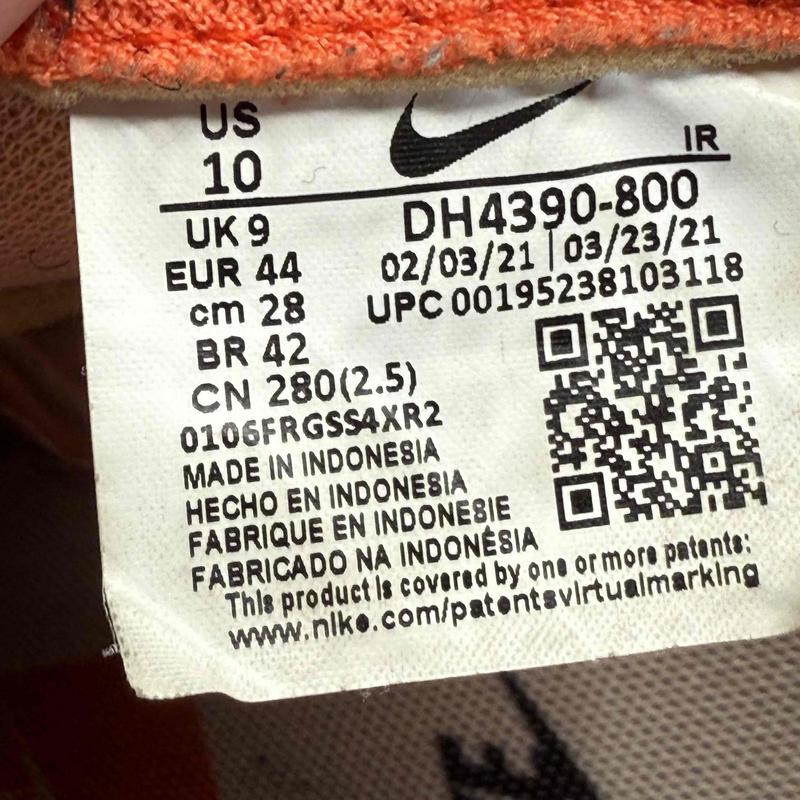 US
10
IR
UK 9
EUR 44
cm 28
BR 42
CN 280(2.5)
DH4390-800
02/03/21 | 03/23/21
UPC 00195238103118
0106FRGSS4XR2
MADE IN INDONESIA
HECHO EN INDONESIA
FABRIQUE EN INDONESIE
FABRICADO NA INDONÉSIA
This product is covered by one or more patents:
www.nike.com/patentsvirtualmarking